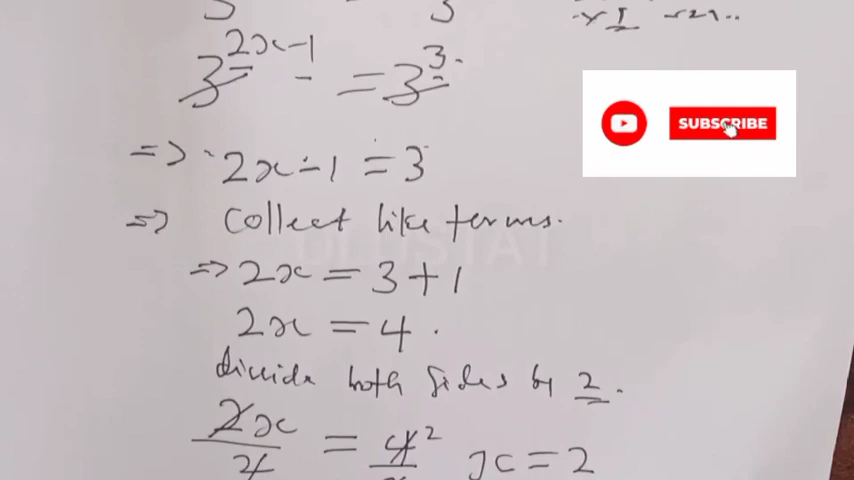 3^{2x-1} = 3^3.
SUBSCRIBE
=> 2x-1 = 3
=> Collect like terms.
OLUSTAT
=> 2x = 3+1
2x = 4.
divide both sides by 2.
2x/2 = 4^2 x = 2